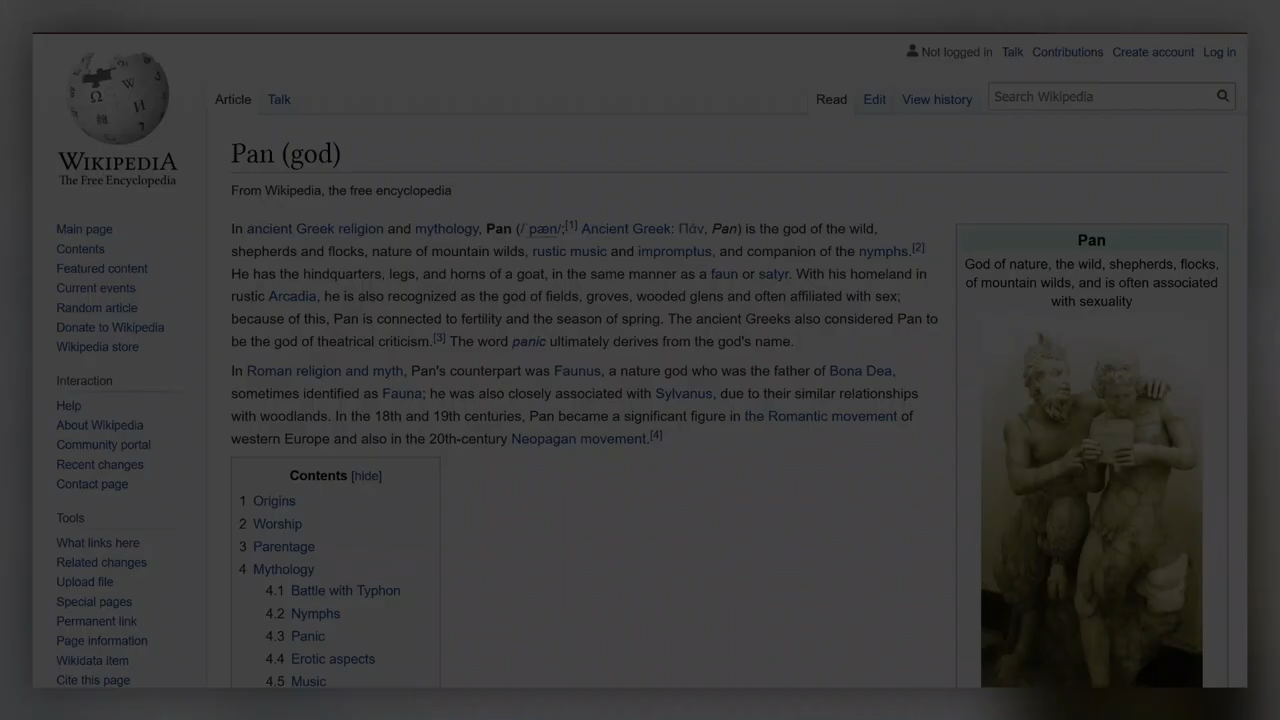 Not logged in Talk Contributions Create account Log in
Article Talk Read Edit View history Search Wikipedia
WIKIPEDIA
The Free Encyclopedia
Pan (god)
From Wikipedia, the free encyclopedia
In ancient Greek religion and mythology, Pan (/pæn/;[1] Ancient Greek: Πάν, Pan) is the god of the wild,
shepherds and flocks, nature of mountain wilds, rustic music and impromptus, and companion of the nymphs.[2]
He has the hindquarters, legs, and horns of a goat, in the same manner as a faun or satyr. With his homeland in
rustic Arcadia, he is also recognized as the god of fields, groves, wooded glens and often affiliated with sex;
because of this, Pan is connected to fertility and the season of spring. The ancient Greeks also considered Pan to
be the god of theatrical criticism.[3] The word panic ultimately derives from the god's name.
In Roman religion and myth, Pan's counterpart was Faunus, a nature god who was the father of Bona Dea,
sometimes identified as Fauna; he was also closely associated with Sylvanus, due to their similar relationships
with woodlands. In the 18th and 19th centuries, Pan became a significant figure in the Romantic movement of
western Europe and also in the 20th-century Neopagan movement.[4]
Contents [hide]
1 Origins
2 Worship
3 Parentage
4 Mythology
4.1 Battle with Typhon
4.2 Nymphs
4.3 Panic
4.4 Erotic aspects
4.5 Music
Pan
God of nature, the wild, shepherds, flocks,
of mountain wilds, and is often associated
with sexuality
Main page
Contents
Featured content
Current events
Random article
Donate to Wikipedia
Wikipedia store
Interaction
Help
About Wikipedia
Community portal
Recent changes
Contact page
Tools
What links here
Related changes
Upload file
Special pages
Permanent link
Page information
Wikidata item
Cite this page